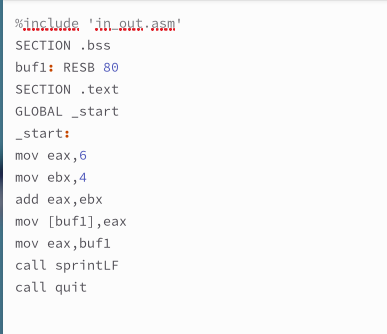 %include 'in_out.asm'
SECTION .bss
buf1: RESB 80
SECTION .text
GLOBAL _start
_start:
mov eax,6
mov ebx,4
add eax,ebx
mov [buf1],eax
mov eax,buf1
call sprintLF
call quit